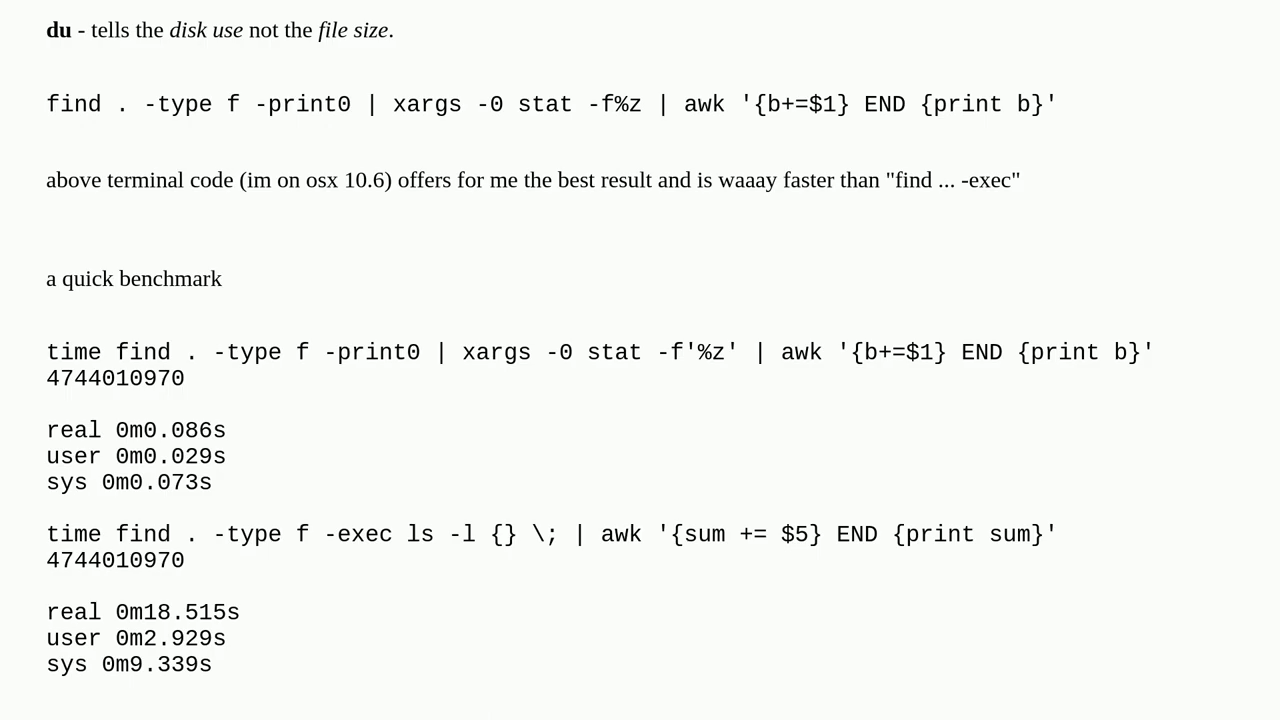 du - tells the disk use not the file size.
find . -type f -print0 | xargs -0 stat -f%z | awk '{b+=$1} END {print b}'
above terminal code (im on osx 10.6) offers for me the best result and is waaay faster than "find ... -exec"
a quick benchmark
time find . -type f -print0 | xargs -0 stat -f'%z' | awk '{b+=$1} END {print b}'
4744010970
real 0m0.086s
user 0m0.029s
sys 0m0.073s
time find . -type f -exec ls -l {} \; | awk '{sum += $5} END {print sum}'
4744010970
real 0m18.515s
user 0m2.929s
sys 0m9.339s